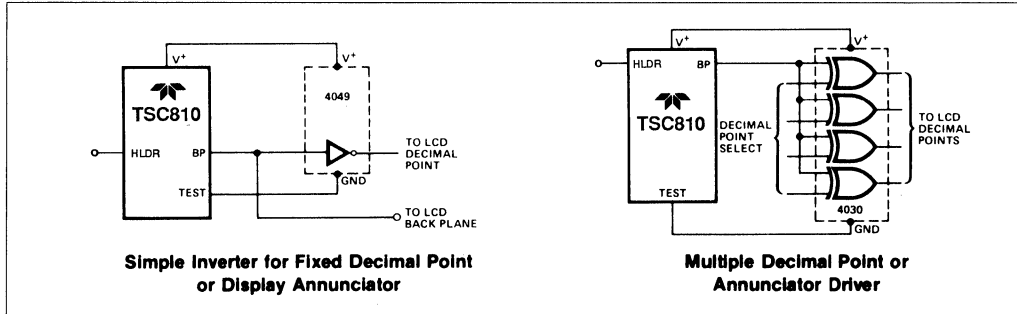 V+
4049
TSC810
HLDR
BP
TEST
GND
TO LCD
DECIMAL
POINT
TO LCD
BACK PLANE
Simple Inverter for Fixed Decimal Point
or Display Annunciator
V+
V+
HLDR
BP
TSC810
DECIMAL
POINT
SELECT
TEST
TO LCD
DECIMAL
POINTS
4030
GND
Multiple Decimal Point or
Annunciator Driver
V+